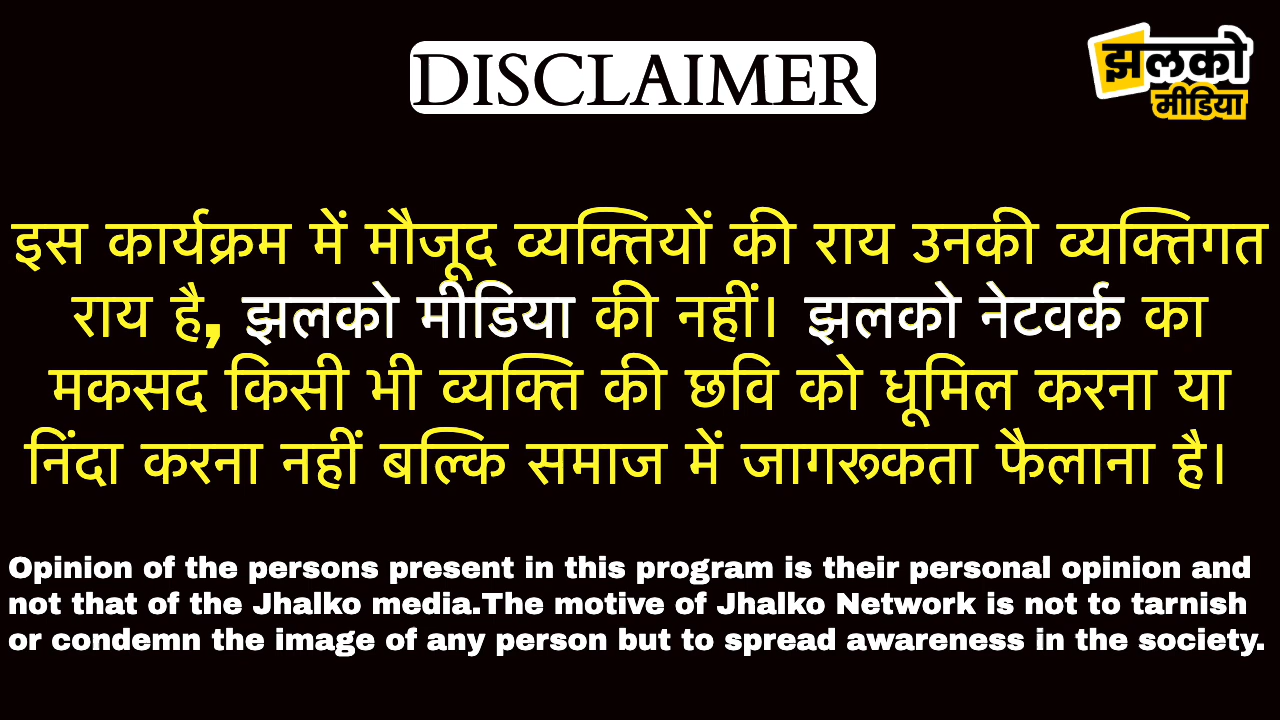 DISCLAIMER
झलको
मीडिया
इस कार्यक्रम में मौजूद व्यक्तियों की राय उनकी व्यक्तिगत
राय है, झलको मीडिया की नहीं। झलको नेटवर्क का
मकसद किसी भी व्यक्ति की छवि को धूमिल करना या
निंदा करना नहीं बल्कि समाज में जागरूकता फैलाना है।
Opinion of the persons present in this program is their personal opinion and
not that of the Jhalko media.The motive of Jhalko Network is not to tarnish
or condemn the image of any person but to spread awareness in the society.